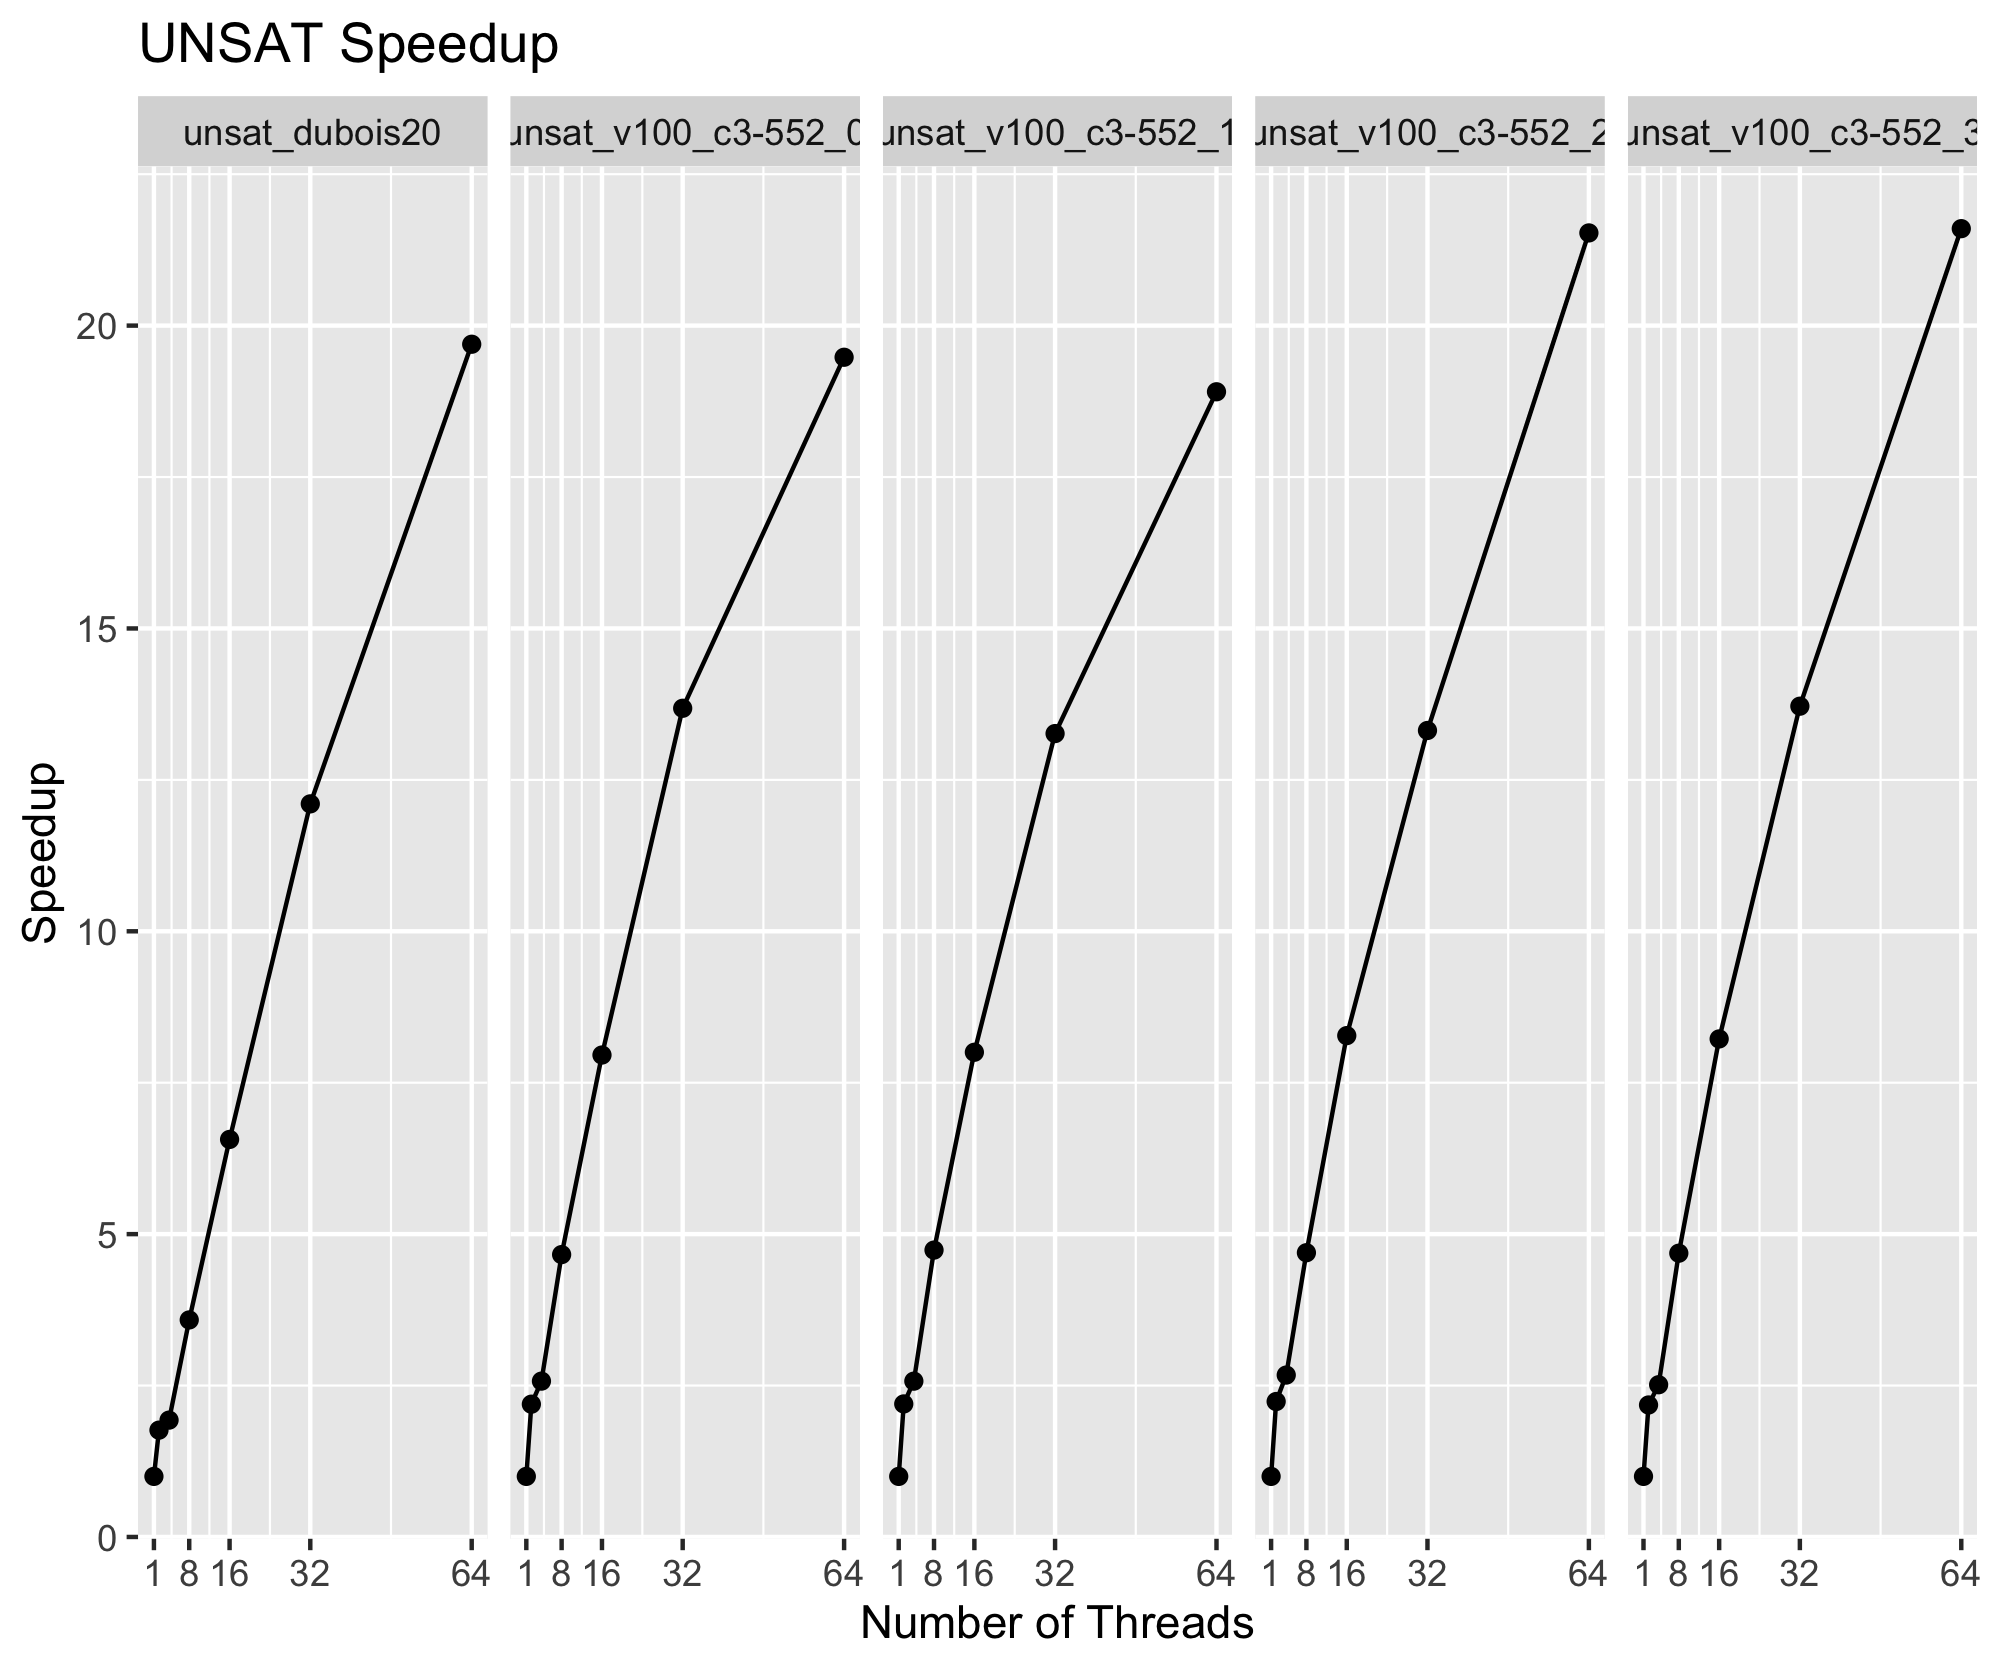 UNSAT Speedup
unsat_dubois20 unsat_v100_c3-552_0 unsat_v100_c3-552_1 unsat_v100_c3-552_2 unsat_v100_c3-552_3
Speedup
20
15
10
5
0
1 8 16 32 64 1 8 16 32 64 1 8 16 32 64 1 8 16 32 64 1 8 16 32 64
Number of Threads